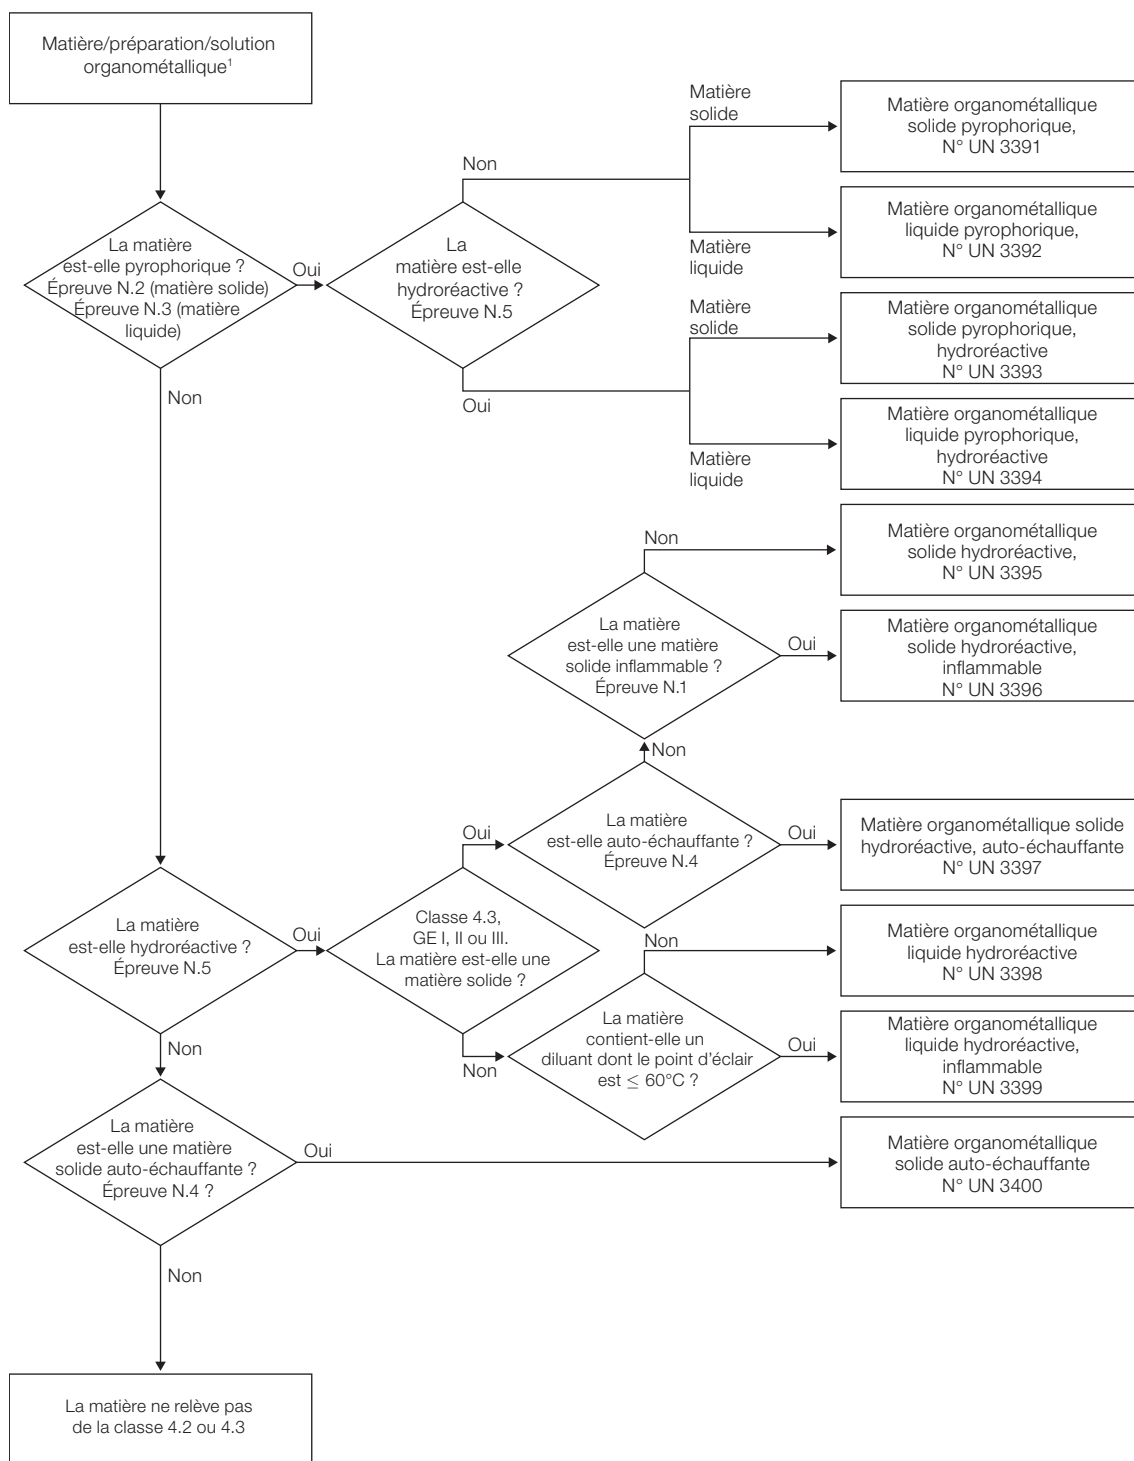 Matière/préparation/solution
organométallique¹
La matière
est-elle pyrophorique ?
Épreuve N.2 (matière solide)
Épreuve N.3 (matière
liquide)
Oui
Non
La
matière est-elle
hydroréactive ?
Épreuve N.5
Non
Oui
Matière
solide
Matière organométallique
solide pyrophorique,
N° UN 3391
Matière
liquide
Matière organométallique
liquide pyrophorique,
N° UN 3392
Matière
solide
Matière organométallique
solide pyrophorique,
hydroréactive
N° UN 3393
Matière
liquide
Matière organométallique
liquide pyrophorique,
hydroréactive
N° UN 3394
Non
Matière organométallique
solide hydroréactive,
N° UN 3395
La matière
est-elle une matière
solide inflammable ?
Épreuve N.1
Oui
Matière organométallique
solide hydroréactive,
inflammable
N° UN 3396
Non
La matière
est-elle auto-échauffante ?
Épreuve N.4
Oui
Matière organométallique solide
hydroréactive, auto-échauffante
N° UN 3397
Oui
La matière
est-elle hydroréactive ?
Épreuve N.5
Oui
Classe 4.3,
GE I, II ou III.
La matière est-elle une
matière solide ?
Non
Matière organométallique
liquide hydroréactive
N° UN 3398
Non
La matière
contient-elle un
diluant dont le point d'éclair
est ≤ 60°C ?
Oui
Matière organométallique
liquide hydroréactive,
inflammable
N° UN 3399
Non
La matière
est-elle une matière
solide auto-échauffante ?
Épreuve N.4 ?
Oui
Matière organométallique
solide auto-échauffante
N° UN 3400
Non
La matière ne relève pas
de la classe 4.2 ou 4.3